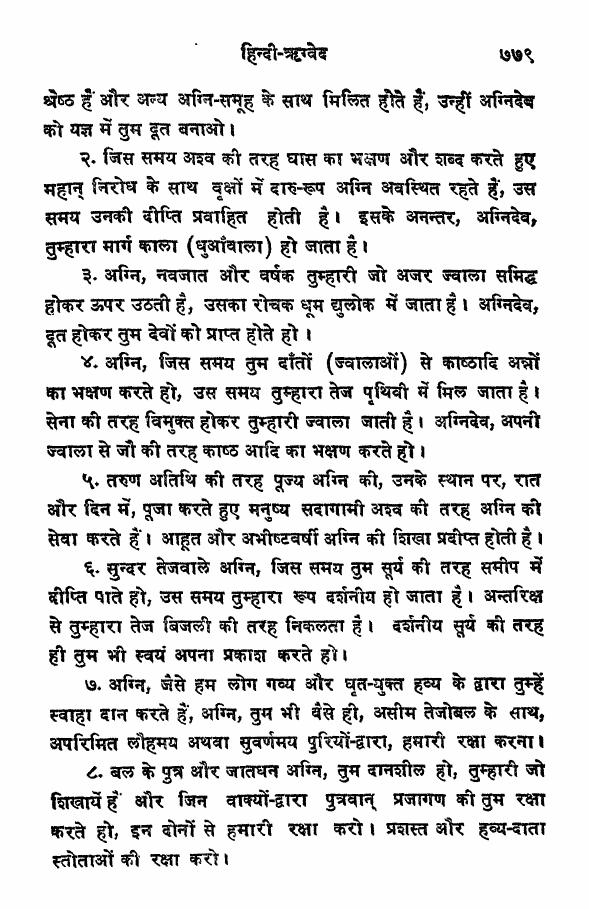 हिन्दी-ऋग्वेद ७७९
श्रेष्ठ हैं और अन्य अग्नि-समूह के साथ मिलित होते हैं, उन्हीं अग्निदेव
को यज्ञ में तुम दूत बनाओ।
२. जिस समय अश्व की तरह घास का भक्षण और शब्द करते हुए
महान् निरोध के साथ वृक्षों में दारु-रूप अग्नि अवस्थित रहते हैं, उस
समय उनकी दीप्ति प्रवाहित होती है। इसके अनन्तर, अग्निदेव,
तुम्हारा मार्ग काला (धुआँवाला) हो जाता है।
३. अग्नि, नवजात और वर्षक तुम्हारी जो अजर ज्वाला समिद्ध
होकर ऊपर उठती है, उसका रोचक धूम द्युलोक में जाता है। अग्निदेव,
दूत होकर तुम देवों को प्राप्त होते हो।
४. अग्नि, जिस समय तुम दाँतों (ज्वालाओं) से काष्ठादि अन्नों
का भक्षण करते हो, उस समय तुम्हारा तेज पृथिवी में मिल जाता है।
सेना की तरह विमुक्त होकर तुम्हारी ज्वाला जाती है। अग्निदेव, अपनी
ज्वाला से जौ की तरह काष्ठ आदि का भक्षण करते हो।
५. तरुण अतिथि की तरह पूज्य अग्नि की, उनके स्थान पर, रात
और दिन में, पूजा करते हुए मनुष्य सदागामी अश्व की तरह अग्नि की
सेवा करते हैं। आहूत और अभीष्टवर्षी अग्नि की शिखा प्रदीप्त होती है।
६. सुन्दर तेजवाले अग्नि, जिस समय तुम सूर्य की तरह समीप में
दीप्ति पाते हो, उस समय तुम्हारा रूप दर्शनीय हो जाता है। अन्तरिक्ष
से तुम्हारा तेज बिजली की तरह निकलता है। दर्शनीय सूर्य की तरह
ही तुम भी स्वयं अपना प्रकाश करते हो।
७. अग्नि, जैसे हम लोग गव्य और घृत-युक्त हव्य के द्वारा तुम्हें
स्वाहा दान करते हैं, अग्नि, तुम भी वैसे ही, असीम तेजोबल के साथ,
अपरिमित लौहमय अथवा सुवर्णमय पुरियों-द्वारा, हमारी रक्षा करना।
८. बल के पुत्र और जातधन अग्नि, तुम दानशील हो, तुम्हारी जो
शिखायें हैं और जिन वाक्यों-द्वारा पुत्रवान् प्रजागण की तुम रक्षा
करते हो, इन दोनों से हमारी रक्षा करो। प्रशस्त और हव्य-दाता
स्तोताओं की रक्षा करो।